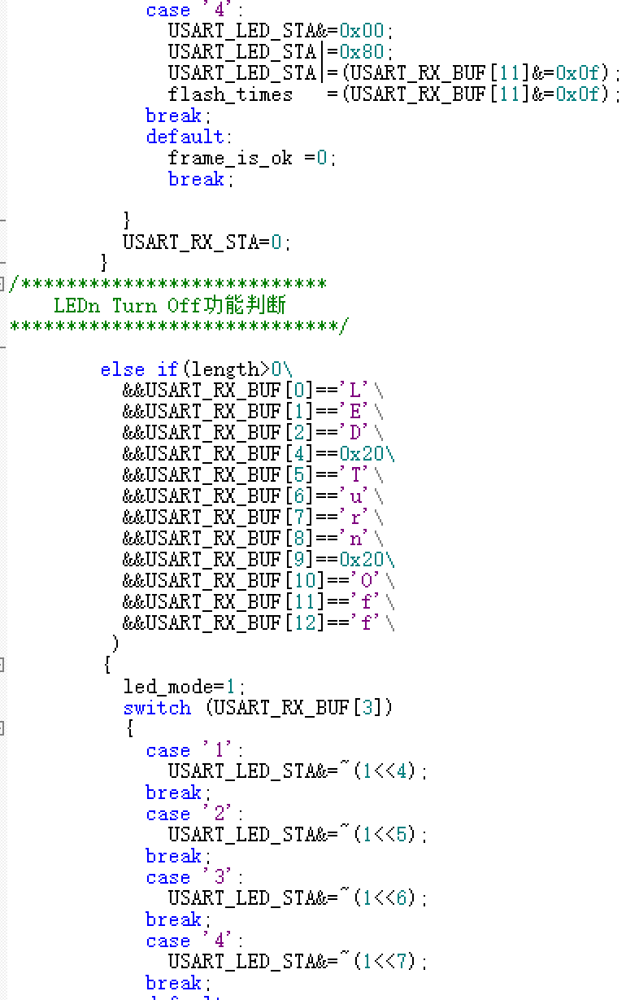 case '4':
USART_LED_STA&=0x00;
USART_LED_STA|=0x80;
USART_LED_STA|=(USART_RX_BUF[11]&=0x0f);
flash_times   =(USART_RX_BUF[11]&=0x0f);
break;
default:
frame_is_ok =0;
break;
}
USART_RX_STA=0;
}
/***************************
LEDn Turn Off功能判断
*****************************/
else if(length>0\
&&USART_RX_BUF[0]=='L'\
&&USART_RX_BUF[1]=='E'\
&&USART_RX_BUF[2]=='D'\
&&USART_RX_BUF[4]==0x20\
&&USART_RX_BUF[5]=='T'\
&&USART_RX_BUF[6]=='u'\
&&USART_RX_BUF[7]=='r'\
&&USART_RX_BUF[8]=='n'\
&&USART_RX_BUF[9]==0x20\
&&USART_RX_BUF[10]=='O'\
&&USART_RX_BUF[11]=='f'\
&&USART_RX_BUF[12]=='f'\
)
{
led_mode=1;
switch (USART_RX_BUF[3])
{
case '1':
USART_LED_STA&=~(1<<4);
break;
case '2':
USART_LED_STA&=~(1<<5);
break;
case '3':
USART_LED_STA&=~(1<<6);
break;
case '4':
USART_LED_STA&=~(1<<7);
break;